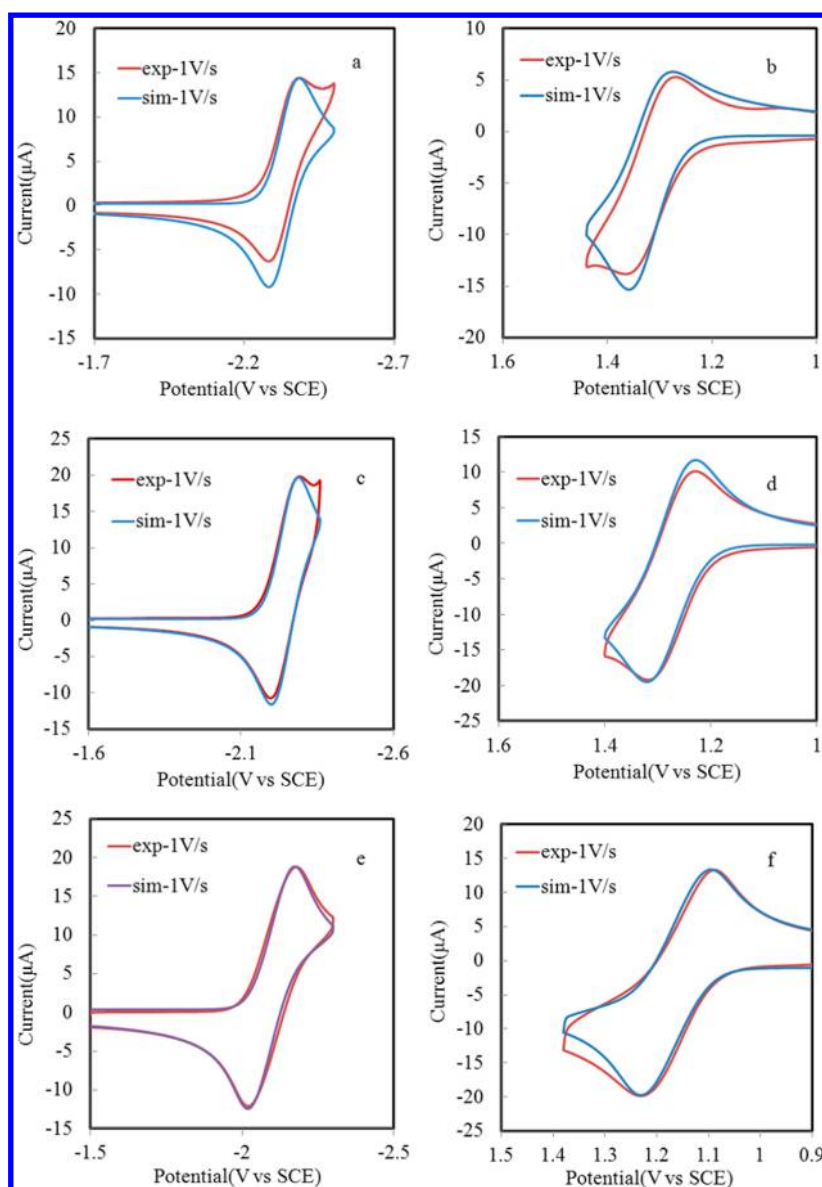 a
exp-1V/s
sim-1V/s
20
15
10
5
0
-5
-10
-15
-1.7
-2.2
-2.7
Current(μA)
Potential(V vs SCE)
b
exp-1V/s
sim-1V/s
10
5
0
-5
-10
-15
-20
1.6
1.4
1.2
1
Current(μA)
Potential(V vs SCE)
c
exp-1V/s
sim-1V/s
25
20
15
10
5
0
-5
-10
-15
-1.6
-2.1
-2.6
Current(μA)
Potential(V vs SCE)
d
exp-1V/s
sim-1V/s
15
10
5
0
-5
-10
-15
-20
-25
1.6
1.4
1.2
1
Current(μA)
Potential(V vs SCE)
e
exp-1V/s
sim-1V/s
25
20
15
10
5
0
-5
-10
-15
-1.5
-2
-2.5
Current(μA)
Potential(V vs SCE)
f
exp-1V/s
sim-1V/s
20
15
10
5
0
-5
-10
-15
-20
-25
1.5
1.4
1.3
1.2
1.1
1
0.9
Current(μA)
Potential(V vs SCE)